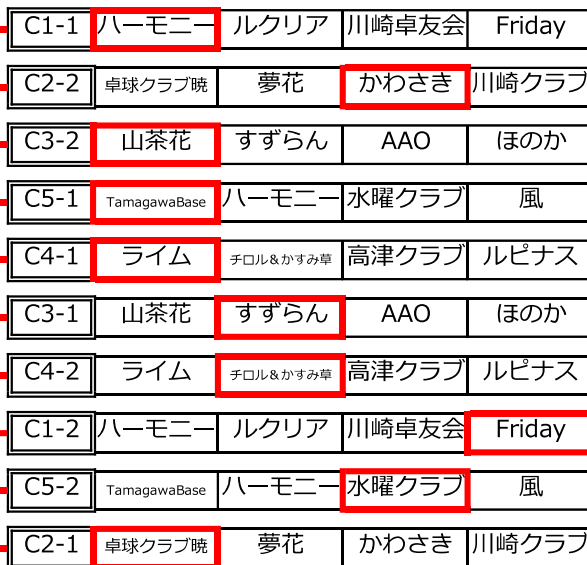 C1-1 ハーモニー ルクリア 川崎卓友会 Friday
C2-2 卓球クラブ暁 夢花 かわさき 川崎クラブ
C3-2 山茶花 すずらん AAO ほのか
C5-1 TamagawaBase ハーモニー 水曜クラブ 風
C4-1 ライム チロル&かすみ草 高津クラブ ルピナス
C3-1 山茶花 すずらん AAO ほのか
C4-2 ライム チロル&かすみ草 高津クラブ ルピナス
C1-2 ハーモニー ルクリア 川崎卓友会 Friday
C5-2 TamagawaBase ハーモニー 水曜クラブ 風
C2-1 卓球クラブ暁 夢花 かわさき 川崎クラブ